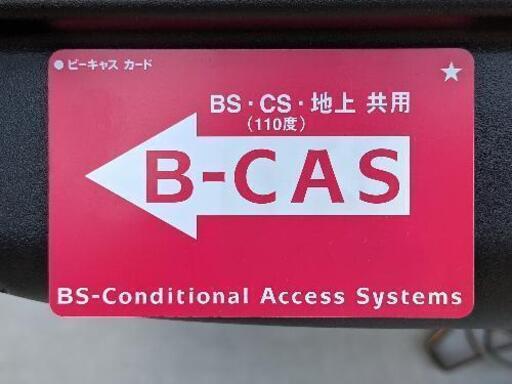 ● ビーキャス カード
★
BS・CS・地上 共用
(110度)
B-CAS
BS-Conditional Access Systems